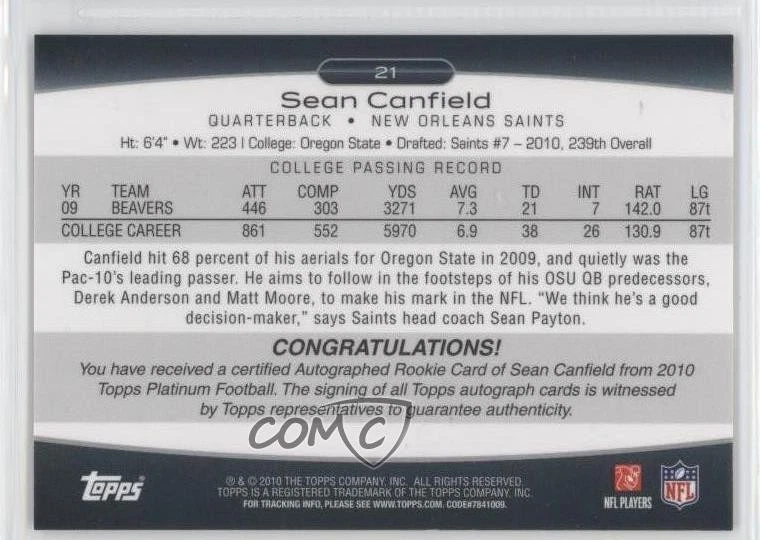 21
Sean Canfield
QUARTERBACK • NEW ORLEANS SAINTS
Ht: 6'4" • Wt: 223 | College: Oregon State • Drafted: Saints #7 – 2010, 239th Overall
COLLEGE PASSING RECORD
YR TEAM ATT COMP YDS AVG TD INT RAT LG
09 BEAVERS 446 303 3271 7.3 21 7 142.0 87t
COLLEGE CAREER 861 552 5970 6.9 38 26 130.9 87t
Canfield hit 68 percent of his aerials for Oregon State in 2009, and quietly was the
Pac-10's leading passer. He aims to follow in the footsteps of his OSU QB predecessors,
Derek Anderson and Matt Moore, to make his mark in the NFL. "We think he's a good
decision-maker," says Saints head coach Sean Payton.
CONGRATULATIONS!
You have received a certified Autographed Rookie Card of Sean Canfield from 2010
Topps Platinum Football. The signing of all Topps autograph cards is witnessed
by Topps representatives to guarantee authenticity.
COMC
Topps
® & © 2010 THE TOPPS COMPANY, INC. ALL RIGHTS RESERVED.
TOPPS IS A REGISTERED TRADEMARK OF THE TOPPS COMPANY, INC.
FOR TRACKING INFO, PLEASE SEE WWW.TOPPS.COM. CODE#7841009.
NFL PLAYERS
NFL